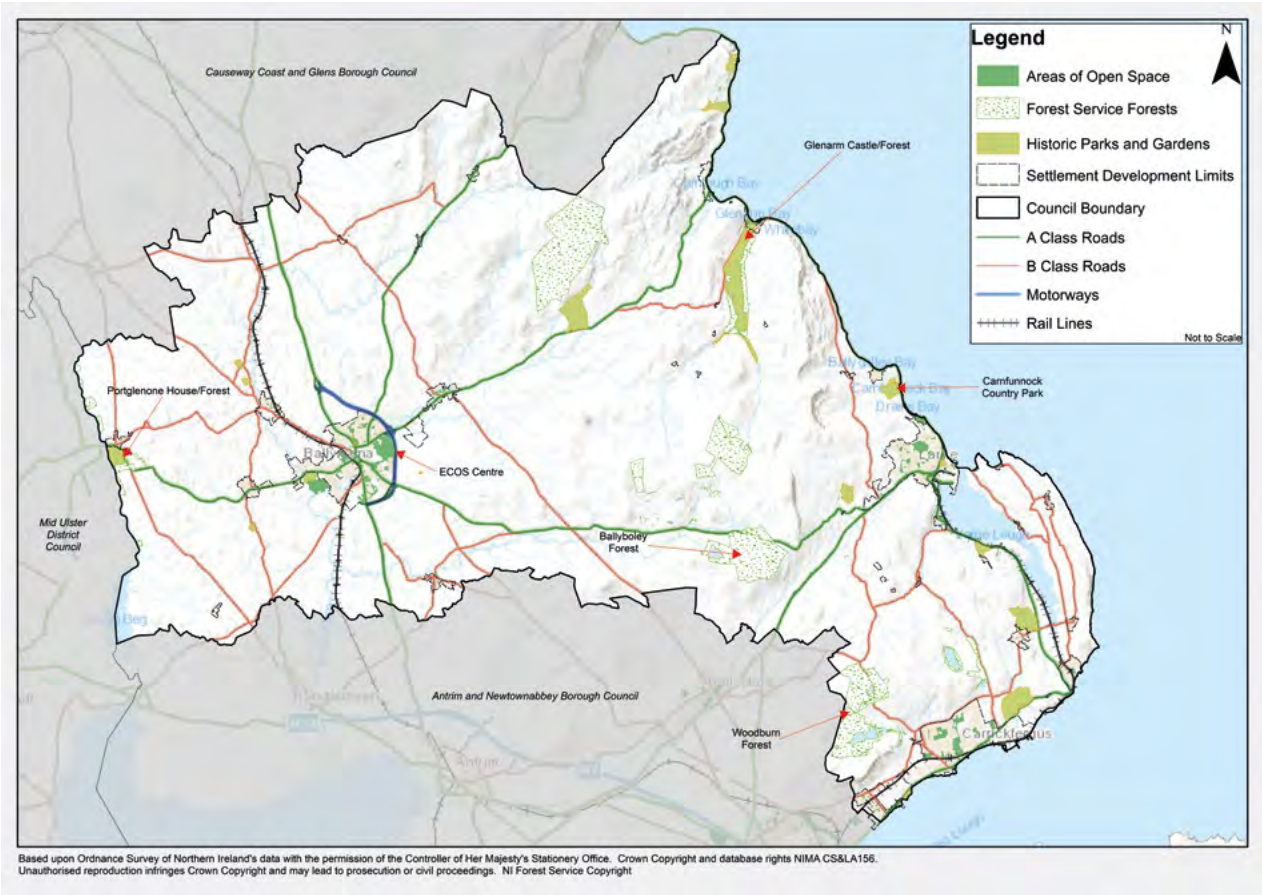 Legend
N
Areas of Open Space
Forest Service Forests
Historic Parks and Gardens
Settlement Development Limits
Council Boundary
A Class Roads
B Class Roads
Motorways
Rail Lines
Not to Scale
Causeway Coast and Glens Borough Council
Glenarm Castle/Forest
Portglenone House/Forest
Carnfunnock
Country Park
ECOS Centre
Larne
Mid Ulster
District
Council
Ballyboley
Forest
Beg
Antrim and Newtownabbey Borough Council
Woodburn
Forest
Carrickfergus
Antrim
Based upon Ordnance Survey of Northern Ireland's data with the permission of the Controller of Her Majesty's Stationery Office. Crown Copyright and database rights NIMA CS&LA156.
Unauthorised reproduction infringes Crown Copyright and may lead to prosecution or civil proceedings. NI Forest Service Copyright